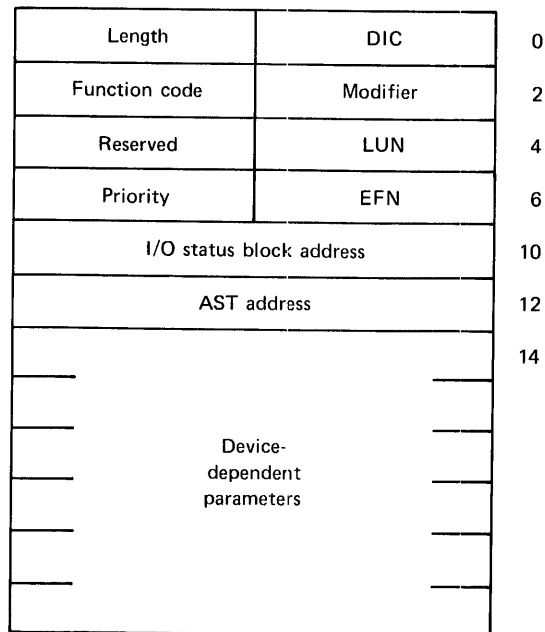 Length DIC 0
Function code Modifier 2
Reserved LUN 4
Priority EFN 6
I/O status block address 10
AST address 12
14
Device-
dependent
parameters